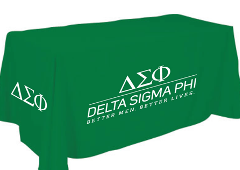 ΔΣΦ
ΔΣΦ
DELTA SIGMA PHI
BETTER MEN. BETTER LIVES.